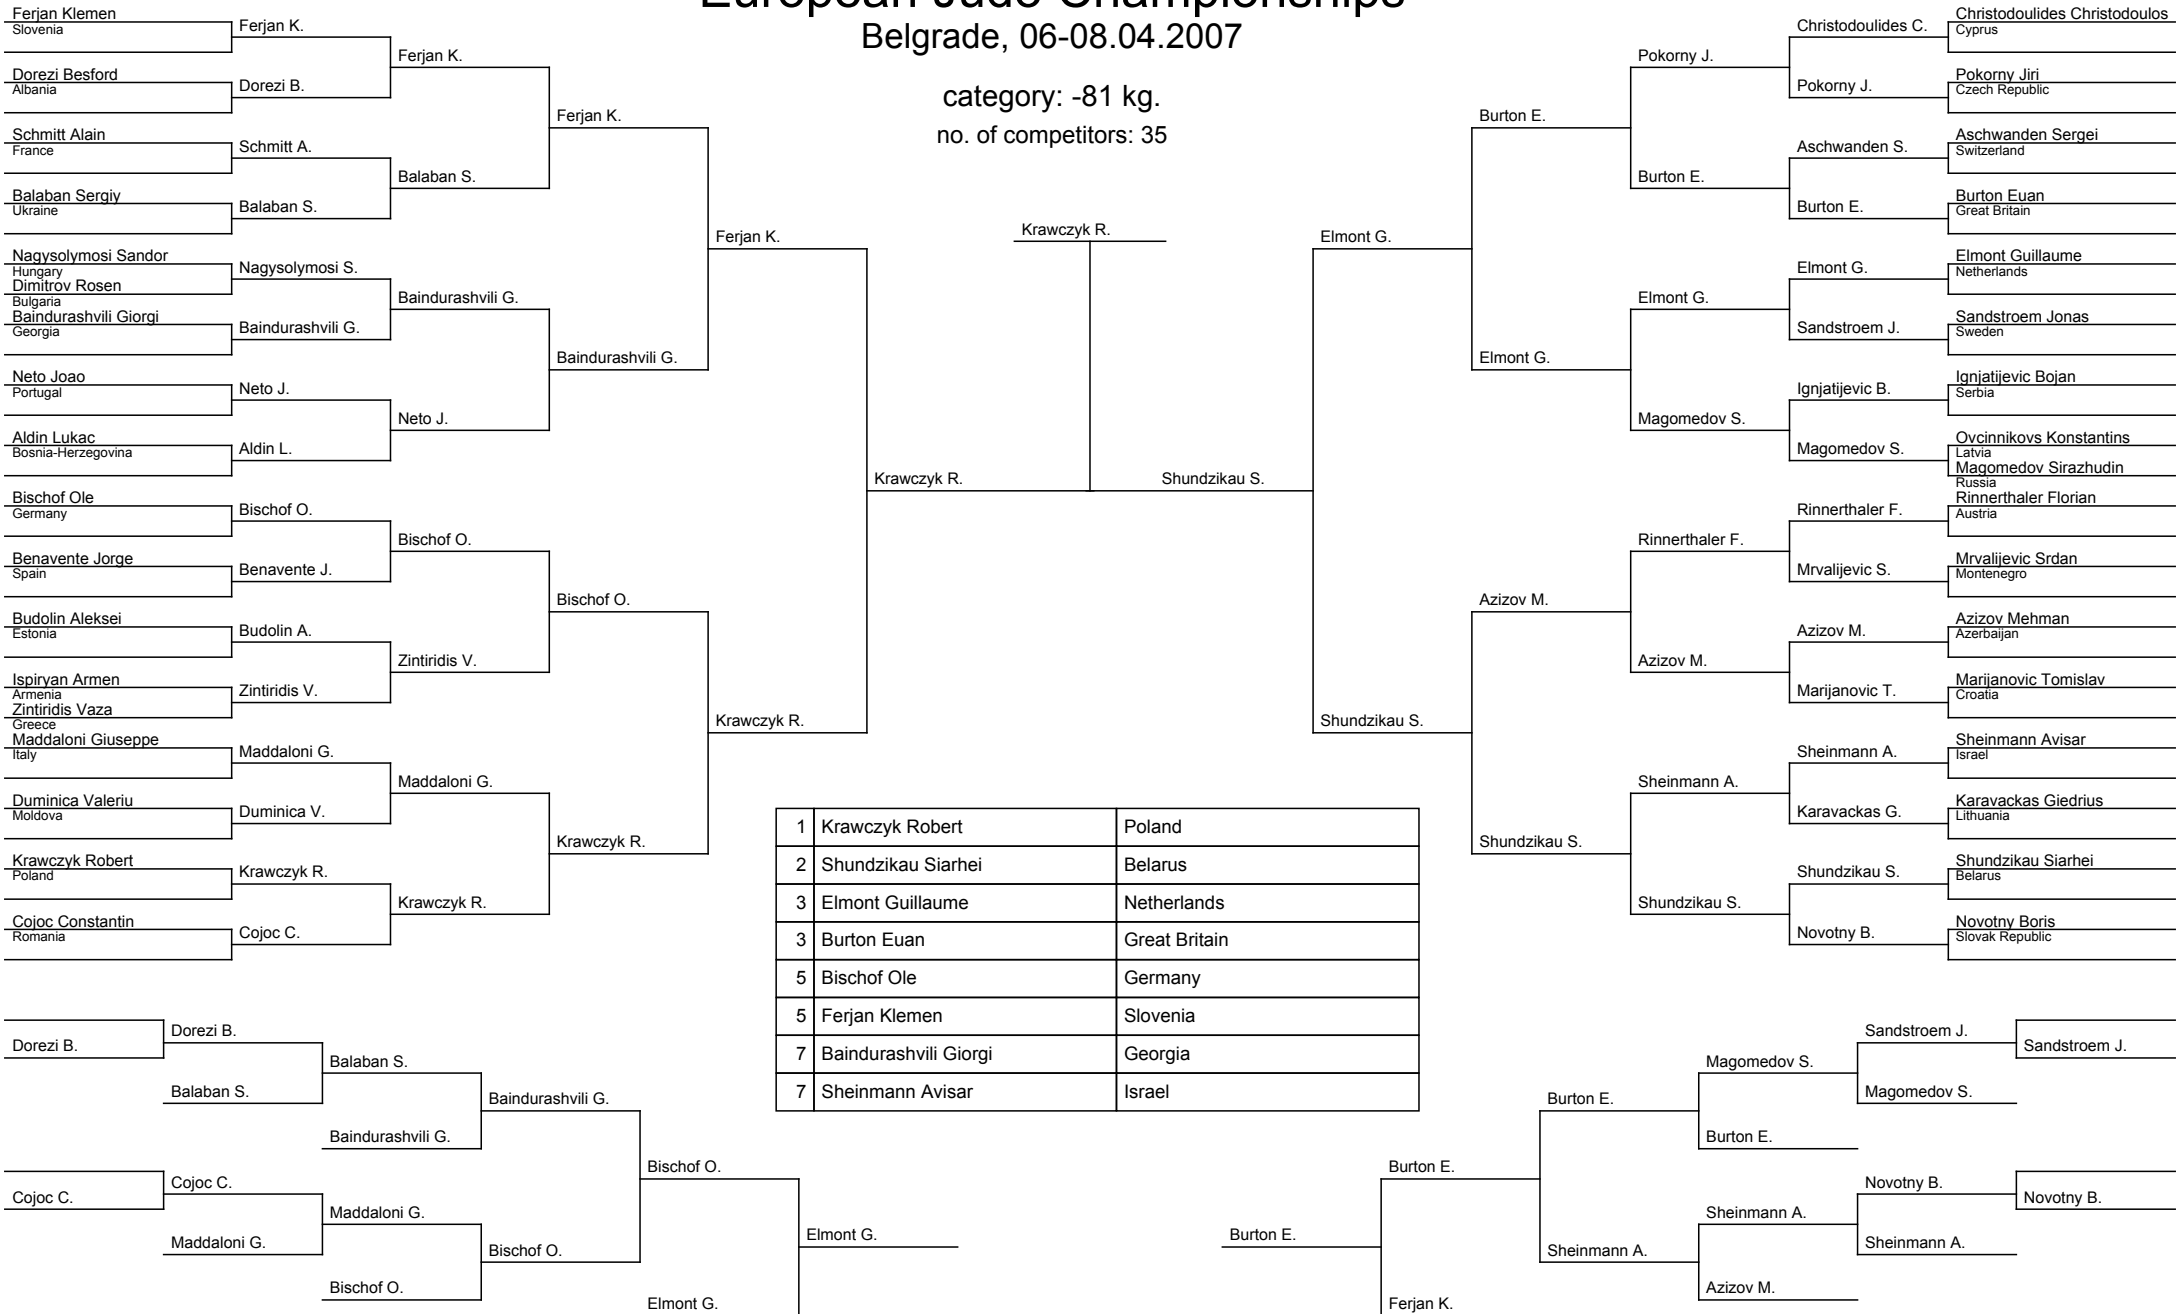 European Judo Championships
Belgrade, 06-08.04.2007
category: -81 kg.
no. of competitors: 35
Ferjan Klemen
Slovenia
Dorezi Besford
Albania
Schmitt Alain
France
Balaban Sergiy
Ukraine
Nagysolymosi Sandor
Hungary
Dimitrov Rosen
Bulgaria
Baindurashvili Giorgi
Georgia
Neto Joao
Portugal
Aldin Lukac
Bosnia-Herzegovina
Bischof Ole
Germany
Benavente Jorge
Spain
Budolin Aleksei
Estonia
Ispiryan Armen
Armenia
Zintiridis Vaza
Greece
Maddaloni Giuseppe
Italy
Duminica Valeriu
Moldova
Krawczyk Robert
Poland
Cojoc Constantin
Romania
Ferjan K.
Dorezi B.
Schmitt A.
Balaban S.
Nagysolymosi S.
Baindurashvili G.
Neto J.
Aldin L.
Bischof O.
Benavente J.
Budolin A.
Zintiridis V.
Maddaloni G.
Duminica V.
Krawczyk R.
Cojoc C.
Ferjan K.
Balaban S.
Baindurashvili G.
Neto J.
Bischof O.
Zintiridis V.
Maddaloni G.
Krawczyk R.
Ferjan K.
Baindurashvili G.
Bischof O.
Krawczyk R.
Ferjan K.
Krawczyk R.
Krawczyk R.
Krawczyk R.
Shundzikau S.
Elmont G.
Shundzikau S.
Burton E.
Elmont G.
Azizov M.
Shundzikau S.
Pokorny J.
Burton E.
Elmont G.
Magomedov S.
Rinnerthaler F.
Azizov M.
Sheinmann A.
Shundzikau S.
Christodoulides C.
Pokorny J.
Aschwanden S.
Burton E.
Elmont G.
Sandstroem J.
Ignjatijevic B.
Magomedov S.
Rinnerthaler F.
Mrvalijevic S.
Azizov M.
Marijanovic T.
Sheinmann A.
Karavackas G.
Shundzikau S.
Novotny B.
Christodoulides Christodoulos
Cyprus
Pokorny Jiri
Czech Republic
Aschwanden Sergei
Switzerland
Burton Euan
Great Britain
Elmont Guillaume
Netherlands
Sandstroem Jonas
Sweden
Ignjatijevic Bojan
Serbia
Ovcinnikovs Konstantins
Latvia
Magomedov Sirazhudin
Russia
Rinnerthaler Florian
Austria
Mrvalijevic Srdan
Montenegro
Azizov Mehman
Azerbaijan
Marijanovic Tomislav
Croatia
Sheinmann Avisar
Israel
Karavackas Giedrius
Lithuania
Shundzikau Siarhei
Belarus
Novotny Boris
Slovak Republic
1 Krawczyk Robert Poland
2 Shundzikau Siarhei Belarus
3 Elmont Guillaume Netherlands
3 Burton Euan Great Britain
5 Bischof Ole Germany
5 Ferjan Klemen Slovenia
7 Baindurashvili Giorgi Georgia
7 Sheinmann Avisar Israel
Dorezi B.
Cojoc C.
Dorezi B.
Balaban S.
Cojoc C.
Maddaloni G.
Balaban S.
Baindurashvili G.
Maddaloni G.
Bischof O.
Baindurashvili G.
Bischof O.
Bischof O.
Elmont G.
Elmont G.
Burton E.
Burton E.
Ferjan K.
Burton E.
Sheinmann A.
Magomedov S.
Burton E.
Sheinmann A.
Azizov M.
Sandstroem J.
Magomedov S.
Novotny B.
Sheinmann A.
Sandstroem J.
Novotny B.